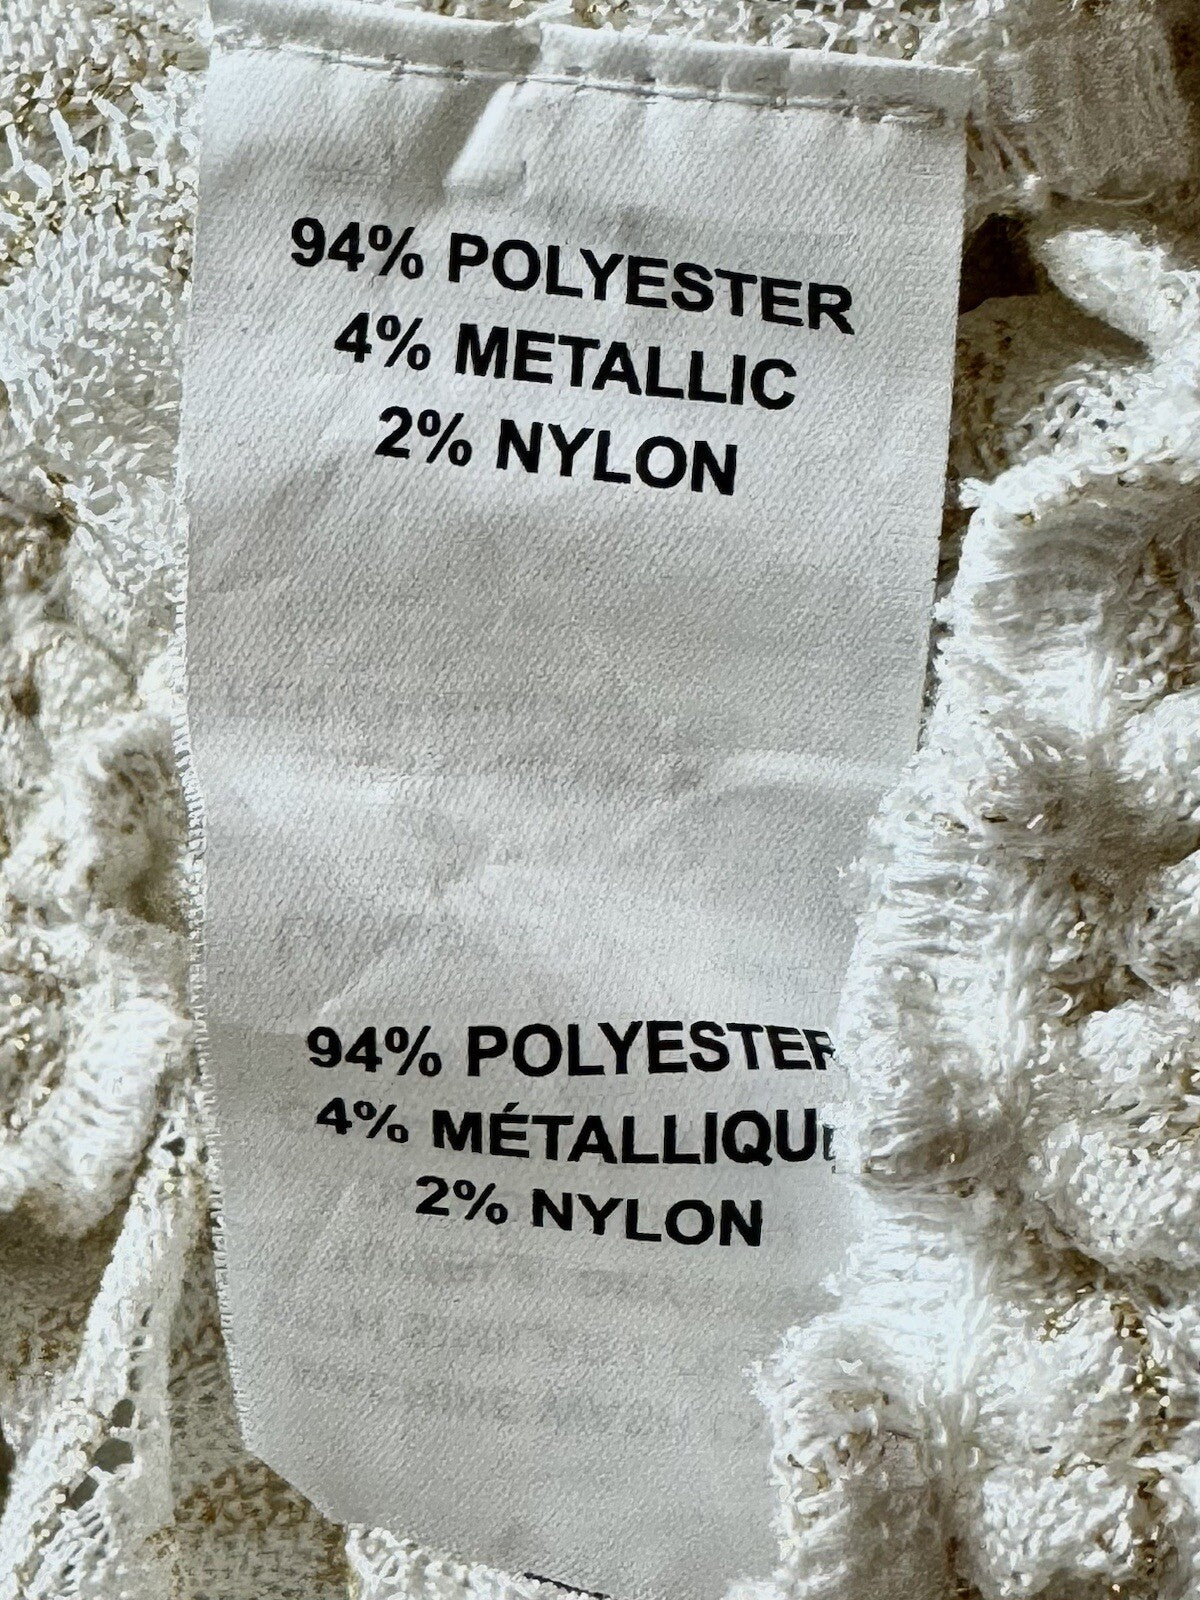 94% POLYESTER
4% METALLIC
2% NYLON
94% POLYESTER
4% MÉTALLIQUE
2% NYLON